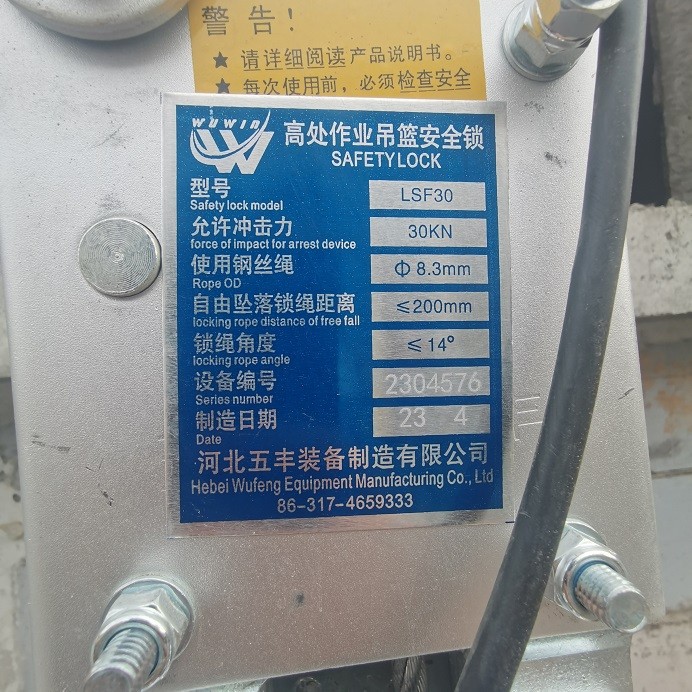 警告!
★ 请详细阅读产品说明书。
★ 每次使用前，必须检查安全
WUWIN
高处作业吊篮安全锁
SAFETYLOCK
型号 LSF30
Safety lock model
允许冲击力 30KN
force of impact for arrest device
使用钢丝绳 Φ 8.3mm
Rope OD
自由坠落锁绳距离 ≤200mm
locking rope distance of free fall
锁绳角度 ≤14°
locking rope angle
设备编号 2304576
Series number
制造日期 23 4
Date
河北五丰装备制造有限公司
Hebei Wufeng Equipment Manufacturing Co., Ltd
86-317-4659333